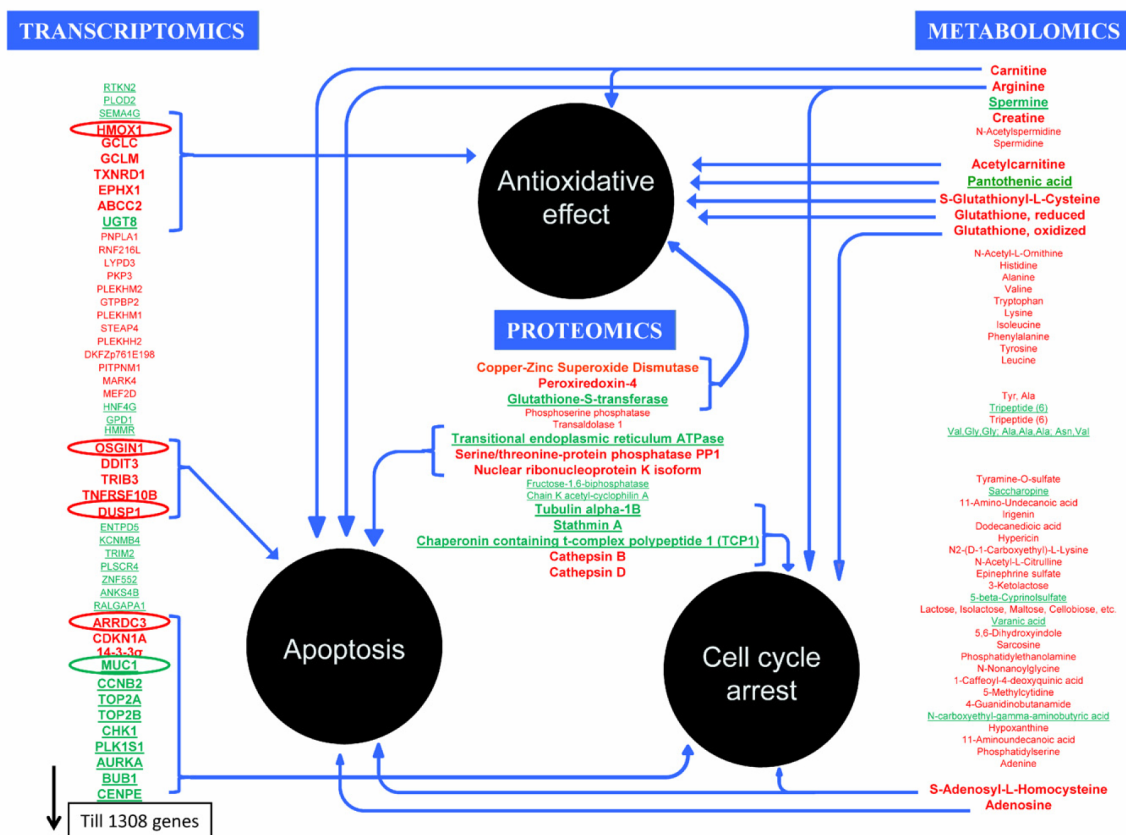 TRANSCRIPTOMICS
RTKN2
PLOD2
SEMA4G
HMOX1
GCLC
GCLM
TXNRD1
EPHX1
ABCC2
UGT8
PNPLA1
RNF216L
LYPD3
PKP3
PLEKHM2
GTPBP2
PLEKHM1
STEAP4
PLEKHH2
DKFZp761E198
PITPNM1
MARK4
MEF2D
HNF4G
GPD1
HMMR
OSGIN1
DDIT3
TRIB3
TNFRSF10B
DUSP1
ENTPD5
KCNMB4
TRIM2
PLSCR4
ZNF552
ANKS4B
RALGAPA1
ARRDC3
CDKN1A
14-3-3σ
MUC1
CCNB2
TOP2A
TOP2B
CHK1
PLK1S1
AURKA
BUB1
CENPE
Till 1308 genes
Antioxidative
effect
PROTEOMICS
Copper-Zinc Superoxide Dismutase
Peroxiredoxin-4
Glutathione-S-transferase
Phosphoserine phosphatase
Transaldolase 1
Transitional endoplasmic reticulum ATPase
Serine/threonine-protein phosphatase PP1
Nuclear ribonucleoprotein K isoform
Fructose-1,6-biphosphatase
Chain K acetyl-cyclophilin A
Tubulin alpha-1B
Stathmin A
Chaperonin containing t-complex polypeptide 1 (TCP1)
Cathepsin B
Cathepsin D
Apoptosis
Cell cycle
arrest
METABOLOMICS
Carnitine
Arginine
Spermine
Creatine
N-Acetylspermidine
Spermidine
Acetylcarnitine
Pantothenic acid
S-Glutathionyl-L-Cysteine
Glutathione, reduced
Glutathione, oxidized
N-Acetyl-L-Ornithine
Histidine
Alanine
Valine
Tryptophan
Lysine
Isoleucine
Phenylalanine
Tyrosine
Leucine
Tyr, Ala
Tripeptide (6)
Tripeptide (6)
Val,Gly,Gly; Ala,Ala,Ala; Asn,Val
Tyramine-O-sulfate
Saccharopine
11-Amino-Undecanoic acid
Irigenin
Dodecanedioic acid
Hypericin
N2-(D-1-Carboxyethyl)-L-Lysine
N-Acetyl-L-Citrulline
Epinephrine sulfate
3-Ketolactose
5-beta-Cyprinolsulfate
Lactose, Isolactose, Maltose, Cellobiose, etc.
Varanic acid
5,6-Dihydroxyindole
Sarcosine
Phosphatidylethanolamine
N-Nonanoylglycine
1-Caffeoyl-4-deoxyquinic acid
5-Methylcytidine
4-Guanidinobutanamide
N-carboxyethyl-gamma-aminobutyric acid
Hypoxanthine
11-Aminoundecanoic acid
Phosphatidylserine
Adenine
S-Adenosyl-L-Homocysteine
Adenosine